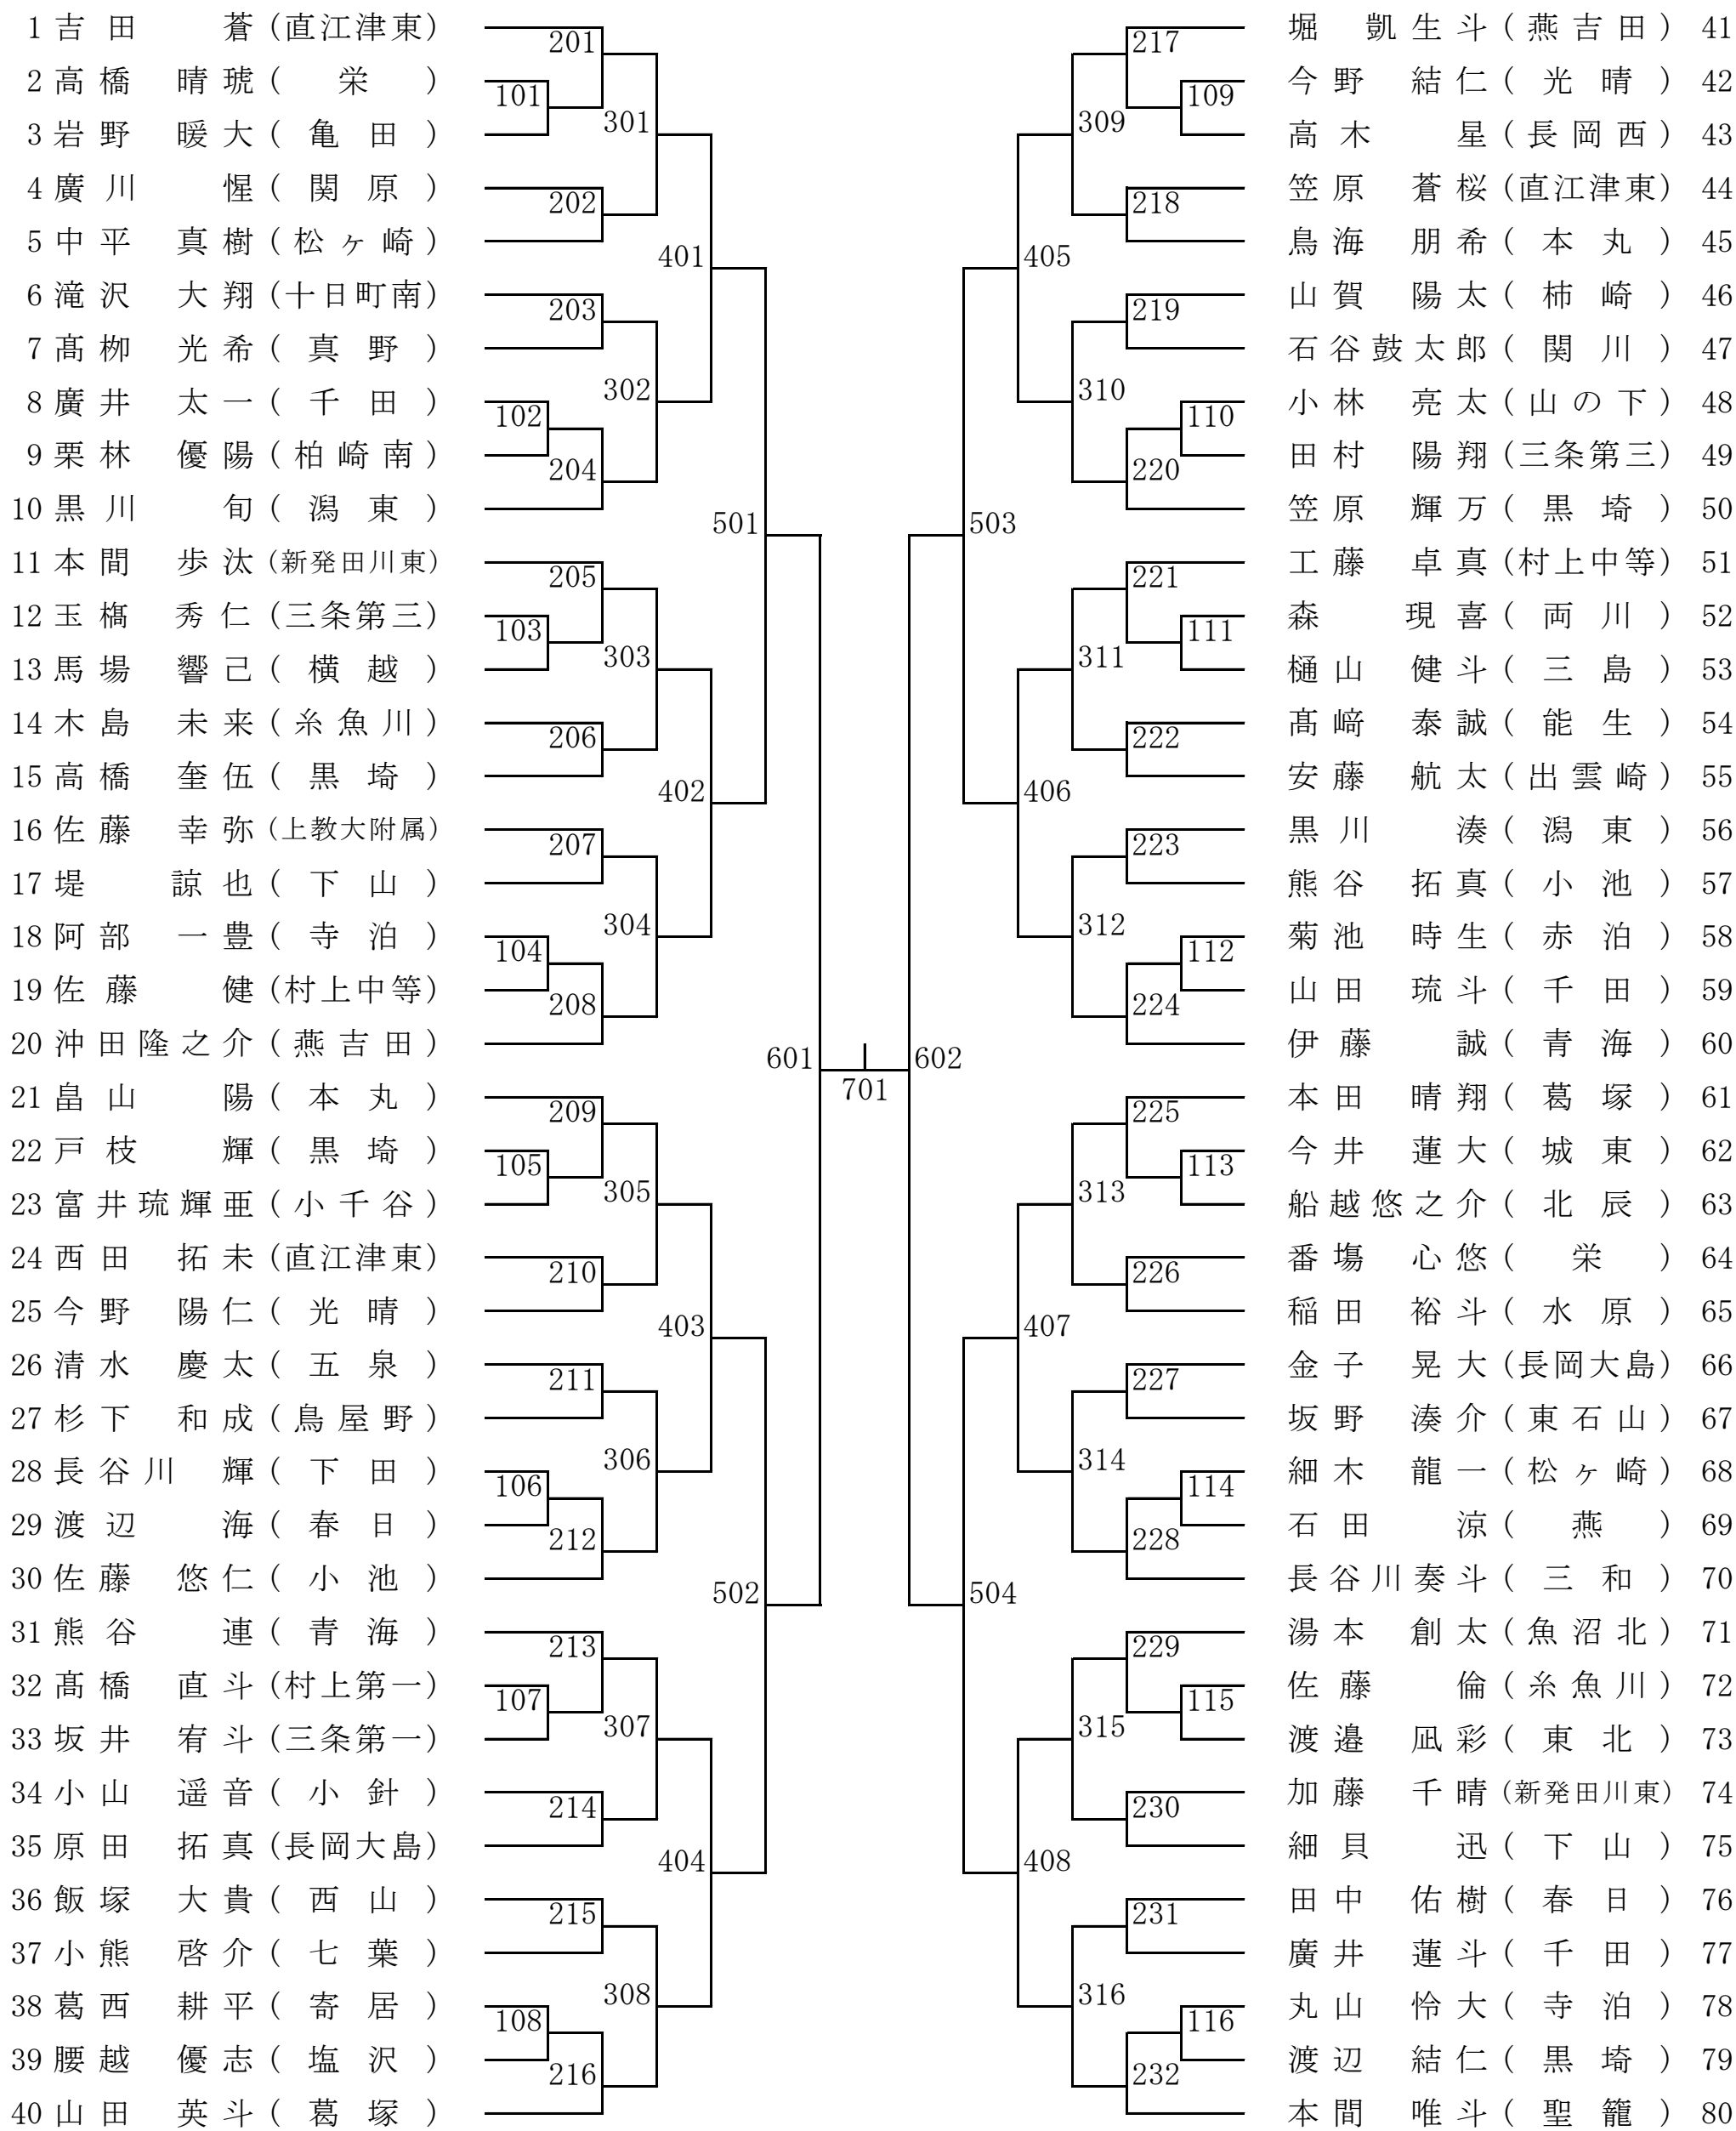 1 吉田 蒼 (直江津東)
2 高橋 晴琥 (栄)
3 岩野 暖大 (亀田)
4 廣川 惺 (関原)
5 中平 真樹 (松ヶ崎)
6 滝沢 大翔 (十日町南)
7 髙栁 光希 (真野)
8 廣井 太一 (千田)
9 栗林 優陽 (柏崎南)
10 黒川 旬 (潟東)
11 本間 歩汰 (新発田川東)
12 玉檇 秀仁 (三条第三)
13 馬場 響己 (横越)
14 木島 未来 (糸魚川)
15 高橋 奎伍 (黒埼)
16 佐藤 幸弥 (上教大附属)
17 堤 諒也 (下山)
18 阿部 一豊 (寺泊)
19 佐藤 健 (村上中等)
20 沖田隆之介 (燕吉田)
21 畠山 陽 (本丸)
22 戸枝 輝 (黒埼)
23 富井琉輝亜 (小千谷)
24 西田 拓未 (直江津東)
25 今野 陽仁 (光晴)
26 清水 慶太 (五泉)
27 杉下 和成 (鳥屋野)
28 長谷川 輝 (下田)
29 渡辺 海 (春日)
30 佐藤 悠仁 (小池)
31 熊谷 連 (青海)
32 髙橋 直斗 (村上第一)
33 坂井 宥斗 (三条第一)
34 小山 遥音 (小針)
35 原田 拓真 (長岡大島)
36 飯塚 大貴 (西山)
37 小熊 啓介 (七葉)
38 葛西 耕平 (寄居)
39 腰越 優志 (塩沢)
40 山田 英斗 (葛塚)
201
101
301
202
401
203
302
102
204
501
205
103
303
206
402
207
304
104
208
601
209
105
305
210
403
211
306
106
212
502
213
107
307
214
404
215
308
108
216
701
217
109
309
218
405
219
310
110
220
503
221
111
311
222
406
223
312
112
224
602
225
113
313
226
407
227
314
114
228
504
229
115
315
230
408
231
316
116
232
堀 凱生斗 (燕吉田) 41
今野 結仁 (光晴) 42
高木 星 (長岡西) 43
笠原 蒼桜 (直江津東) 44
鳥海 朋希 (本丸) 45
山賀 陽太 (柿崎) 46
石谷鼓太郎 (関川) 47
小林 亮太 (山の下) 48
田村 陽翔 (三条第三) 49
笠原 輝万 (黒埼) 50
工藤 卓真 (村上中等) 51
森 現喜 (両川) 52
樋山 健斗 (三島) 53
髙﨑 泰誠 (能生) 54
安藤 航太 (出雲崎) 55
黒川 湊 (潟東) 56
熊谷 拓真 (小池) 57
菊池 時生 (赤泊) 58
山田 琉斗 (千田) 59
伊藤 誠 (青海) 60
本田 晴翔 (葛塚) 61
今井 蓮大 (城東) 62
船越悠之介 (北辰) 63
番塲 心悠 (栄) 64
稲田 裕斗 (水原) 65
金子 晃大 (長岡大島) 66
坂野 湊介 (東石山) 67
細木 龍一 (松ヶ崎) 68
石田 涼 (燕) 69
長谷川奏斗 (三和) 70
湯本 創太 (魚沼北) 71
佐藤 倫 (糸魚川) 72
渡邉 凪彩 (東北) 73
加藤 千晴 (新発田川東) 74
細貝 迅 (下山) 75
田中 佑樹 (春日) 76
廣井 蓮斗 (千田) 77
丸山 怜大 (寺泊) 78
渡辺 結仁 (黒埼) 79
本間 唯斗 (聖籠) 80